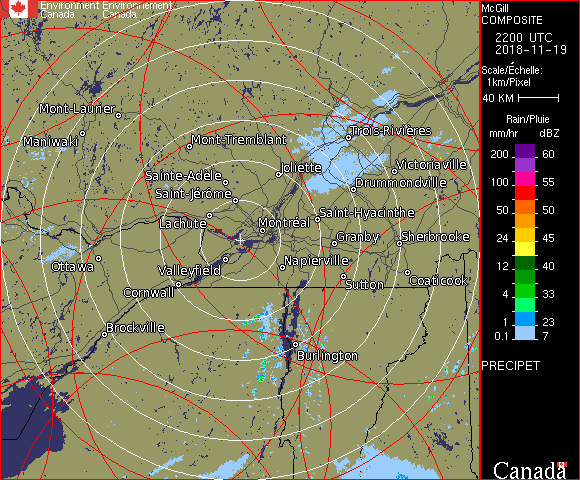 Environment Environnement
Canada Canada
McGill
COMPOSITE
2200 UTC
2018-11-19
Scale/Échelle:
1km/Pixel
40 KM
Rain/Pluie
mm/hr dBZ
200 60
150 55
100 55
50 50
24 45
12 40
4 33
1 23
0.1 7
PRECIPET
Canada
Mont-Laurier
Maniwaki
Mont-Tremblant
Trois-Rivières
Sainte-Adèle
Joliette
Victoriaville
Saint-Jérôme
Drummondville
Lachute
Montréal
Saint-Hyacinthe
Granby
Sherbrooke
Ottawa
Valleyfield
Napierville
Cornwall
Sutton
Coaticook
Brockville
Burlington